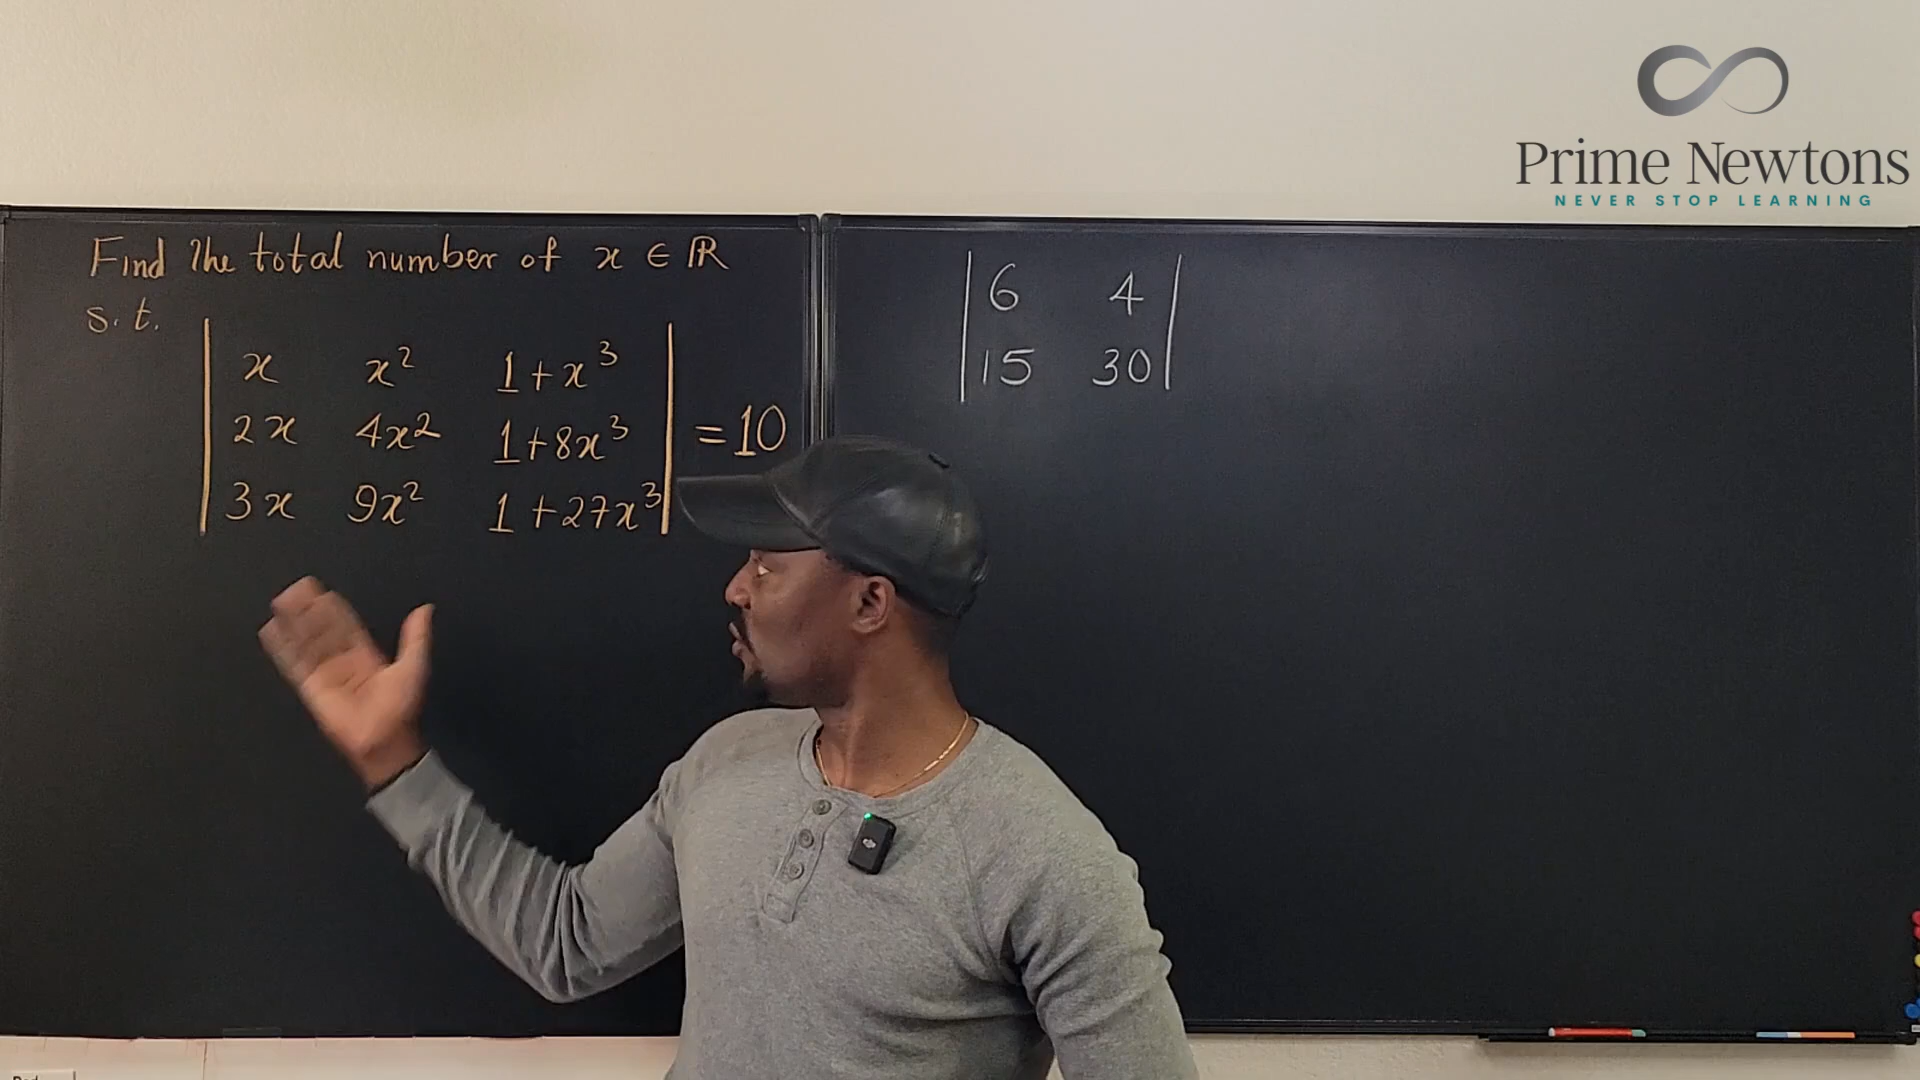 Prime Newtons
NEVER STOP LEARNING
Find the total number of x ∈ ℝ
s.t.
| x x² 1+x³ |
| 2x 4x² 1+8x³ | = 10
| 3x 9x² 1+27x³ |
| 6 4 |
| 15 30 |